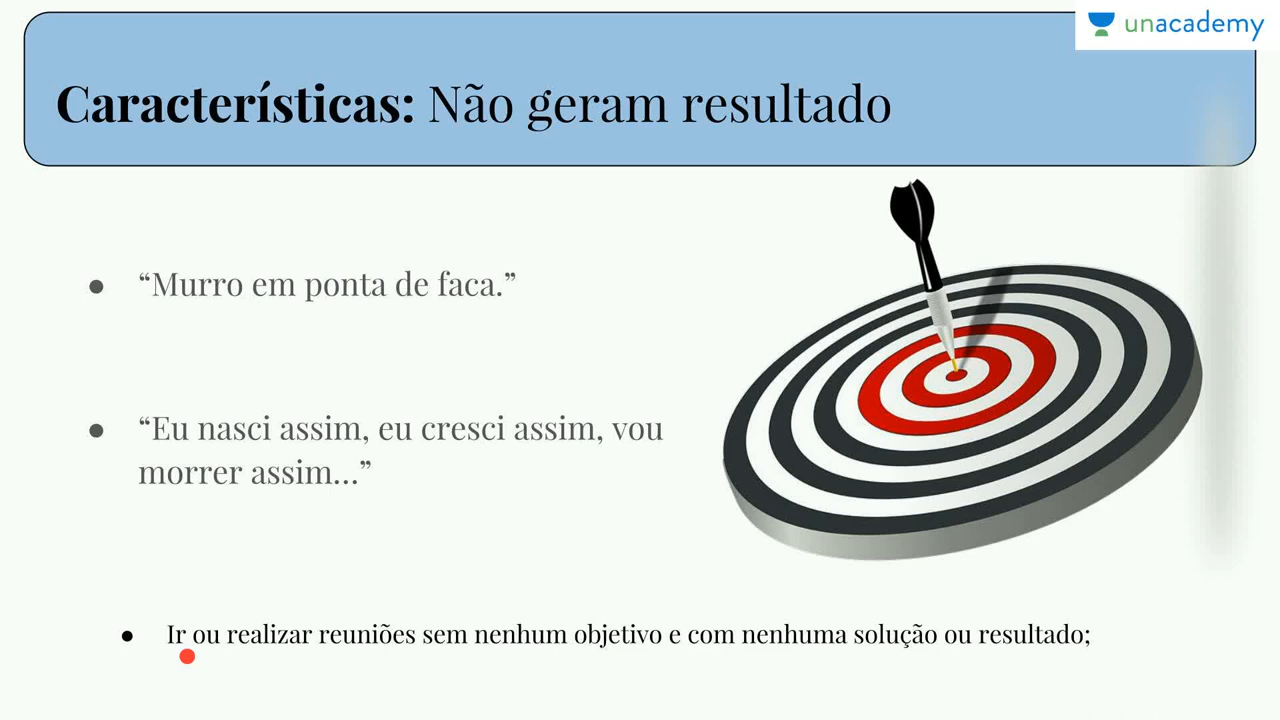 unacademy
Características: Não geram resultado
● “Murro em ponta de faca.”
● “Eu nasci assim, eu cresci assim, vou
morrer assim...”
● Ir ou realizar reuniões sem nenhum objetivo e com nenhuma solução ou resultado;